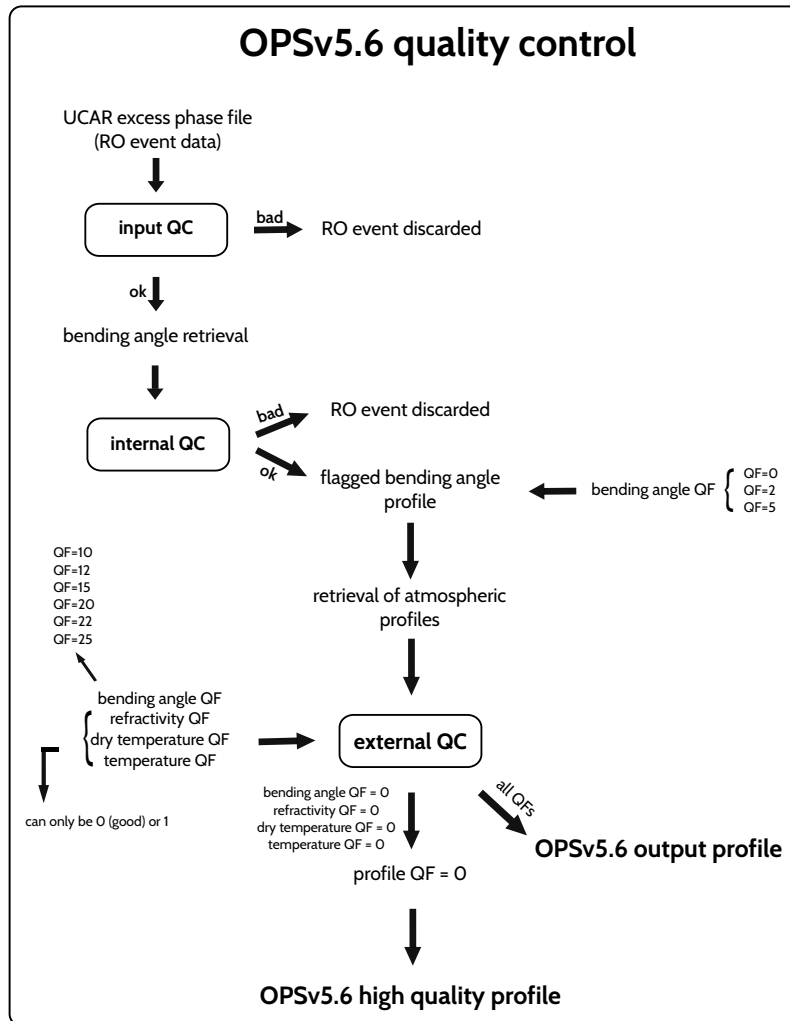 OPSv5.6 quality control
UCAR excess phase file
(RO event data)
input QC
bad
RO event discarded
ok
bending angle retrieval
internal QC
bad
RO event discarded
ok
flagged bending angle
profile
bending angle QF
QF=0
QF=2
QF=5
retrieval of atmospheric
profiles
QF=10
QF=12
QF=15
QF=20
QF=22
QF=25
bending angle QF
refractivity QF
dry temperature QF
temperature QF
can only be 0 (good) or 1
external QC
bending angle QF = 0
refractivity QF = 0
dry temperature QF = 0
temperature QF = 0
all QFs
OPSv5.6 output profile
profile QF = 0
OPSv5.6 high quality profile